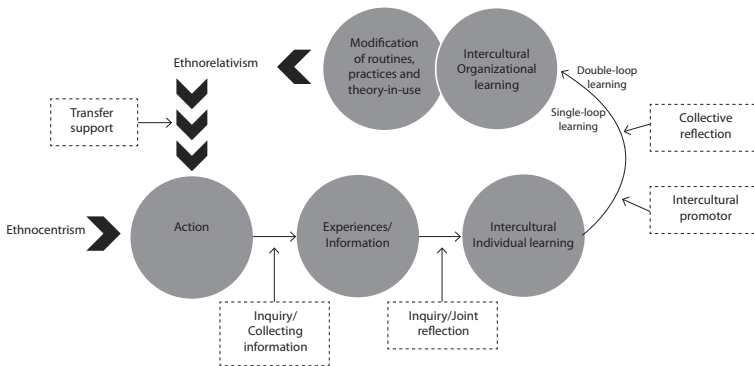 Ethnorelativism
Modification
of routines,
practices and
theory-in-use
Intercultural
Organizational
learning
Double-loop
learning
Single-loop
learning
Transfer
support
Collective
reflection
Ethnocentrism
Action
Experiences/
Information
Intercultural
Individual learning
Intercultural
promotor
Inquiry/
Collecting
information
Inquiry/Joint
reflection